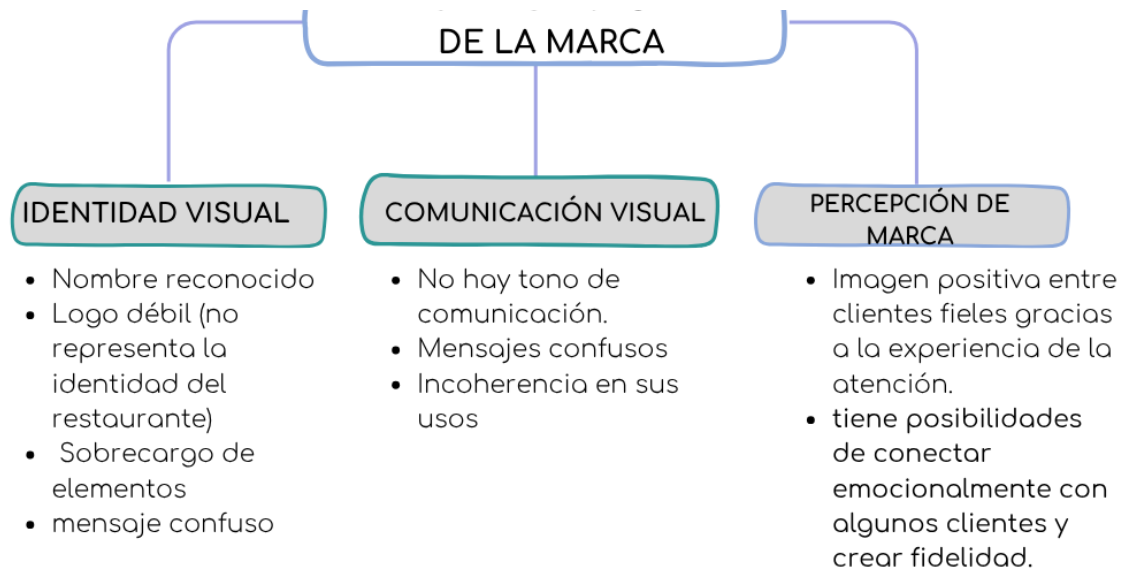 DE LA MARCA
IDENTIDAD VISUAL
• Nombre reconocido
• Logo débil (no
representa la
identidad del
restaurante)
• Sobrecargo de
elementos
• mensaje confuso
COMUNICACIÓN VISUAL
• No hay tono de
comunicación.
• Mensajes confusos
• Incoherencia en sus
usos
PERCEPCIÓN DE
MARCA
• Imagen positiva entre
clientes fieles gracias
a la experiencia de la
atención.
• tiene posibilidades
de conectar
emocionalmente con
algunos clientes y
crear fidelidad.